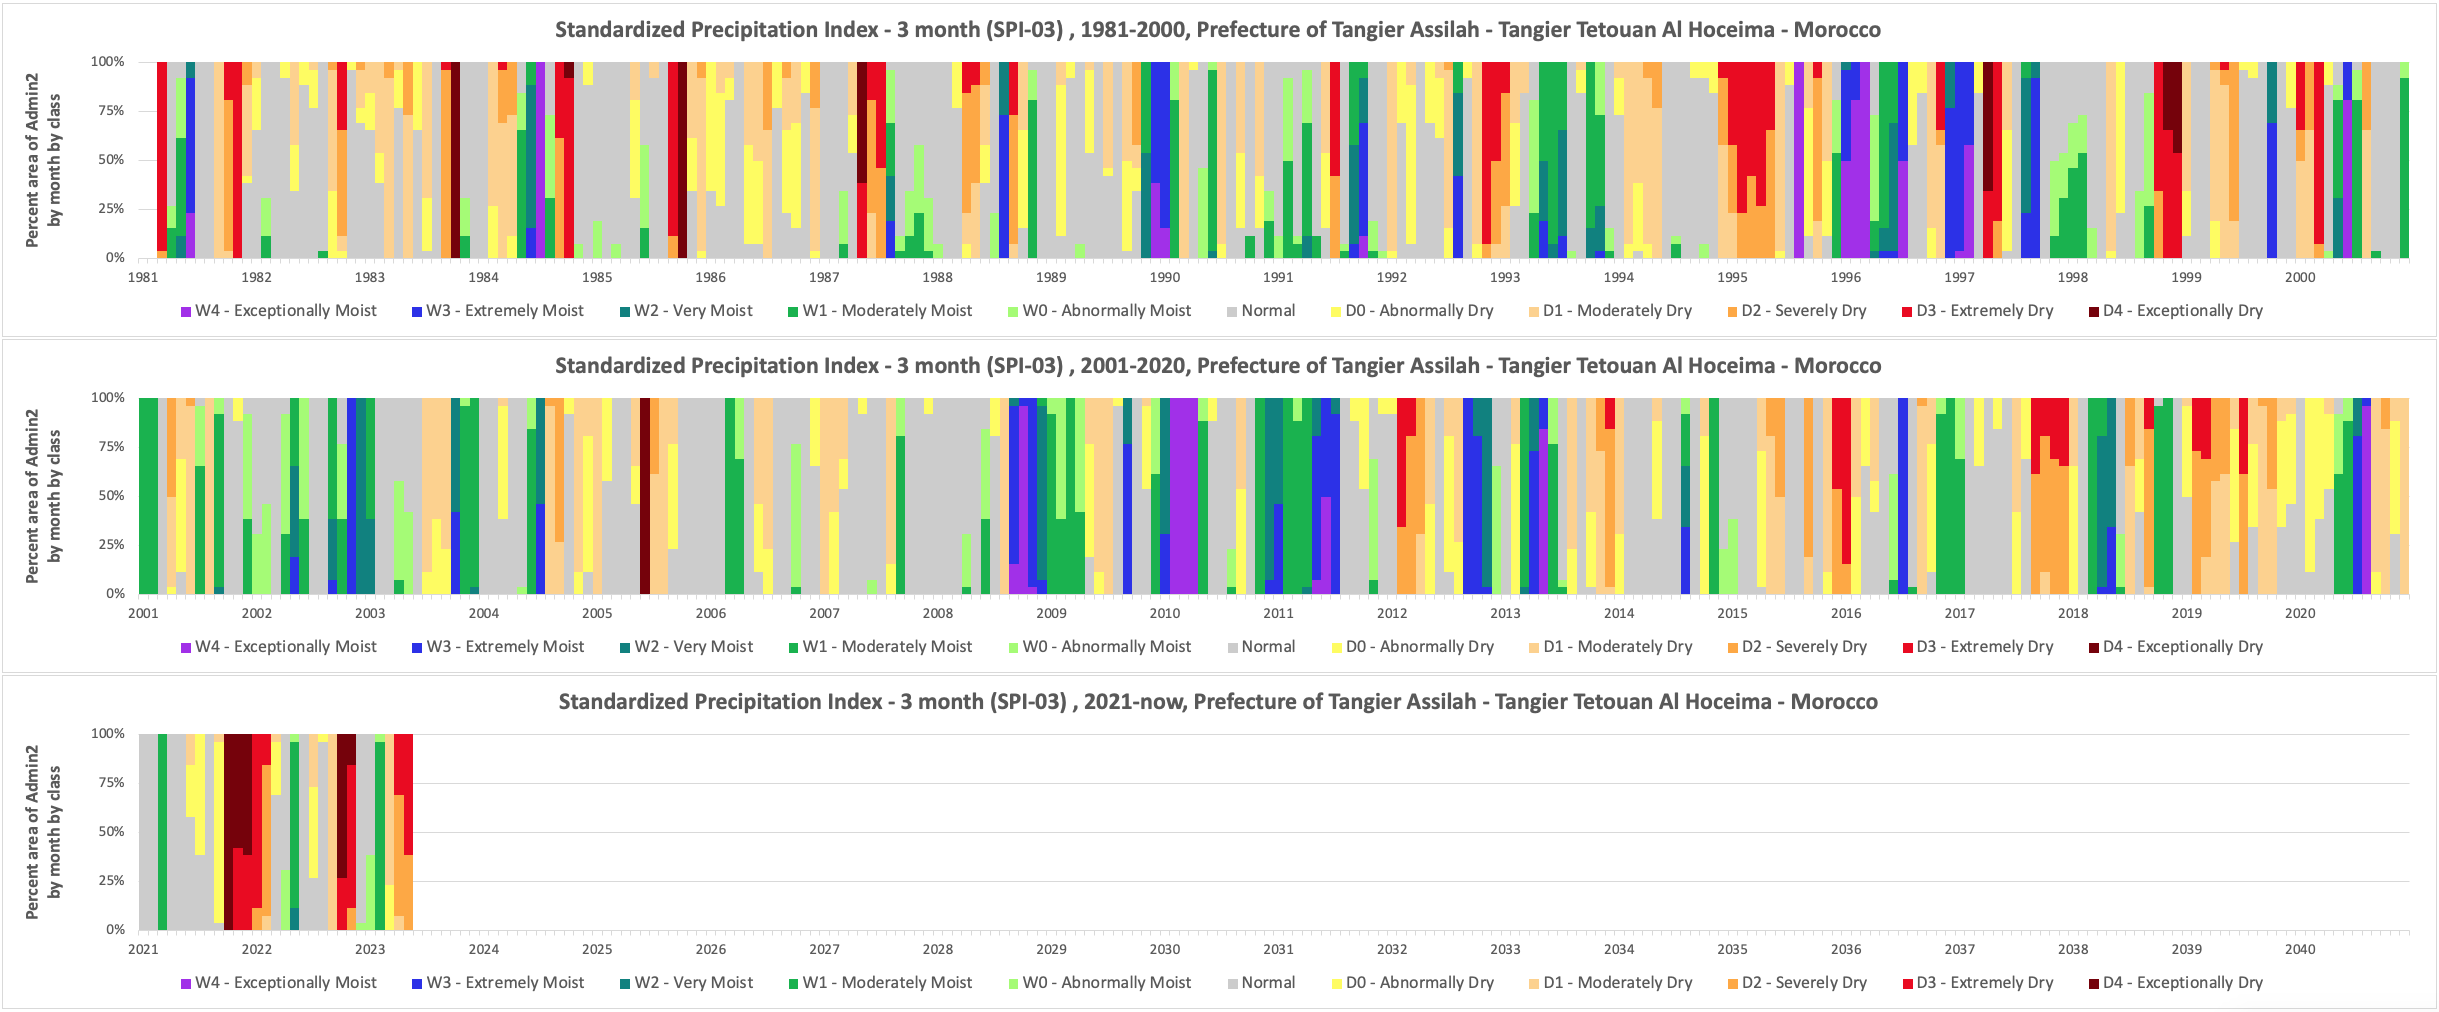 Standardized Precipitation Index - 3 month (SPI-03) , 1981-2000, Prefecture of Tangier Assilah - Tangier Tetouan Al Hoceima - Morocco
Percent area of Admin2
by month by class
100%
75%
50%
25%
0%
1981 1982 1983 1984 1985 1986 1987 1988 1989 1990 1991 1992 1993 1994 1995 1996 1997 1998 1999 2000
W4 - Exceptionally Moist W3 - Extremely Moist W2 - Very Moist W1 - Moderately Moist W0 - Abnormally Moist Normal D0 - Abnormally Dry D1 - Moderately Dry D2 - Severely Dry D3 - Extremely Dry D4 - Exceptionally Dry
Standardized Precipitation Index - 3 month (SPI-03) , 2001-2020, Prefecture of Tangier Assilah - Tangier Tetouan Al Hoceima - Morocco
Percent area of Admin2
by month by class
100%
75%
50%
25%
0%
2001 2002 2003 2004 2005 2006 2007 2008 2009 2010 2011 2012 2013 2014 2015 2016 2017 2018 2019 2020
W4 - Exceptionally Moist W3 - Extremely Moist W2 - Very Moist W1 - Moderately Moist W0 - Abnormally Moist Normal D0 - Abnormally Dry D1 - Moderately Dry D2 - Severely Dry D3 - Extremely Dry D4 - Exceptionally Dry
Standardized Precipitation Index - 3 month (SPI-03) , 2021-now, Prefecture of Tangier Assilah - Tangier Tetouan Al Hoceima - Morocco
Percent area of Admin2
by month by class
100%
75%
50%
25%
0%
2021 2022 2023 2024 2025 2026 2027 2028 2029 2030 2031 2032 2033 2034 2035 2036 2037 2038 2039 2040
W4 - Exceptionally Moist W3 - Extremely Moist W2 - Very Moist W1 - Moderately Moist W0 - Abnormally Moist Normal D0 - Abnormally Dry D1 - Moderately Dry D2 - Severely Dry D3 - Extremely Dry D4 - Exceptionally Dry